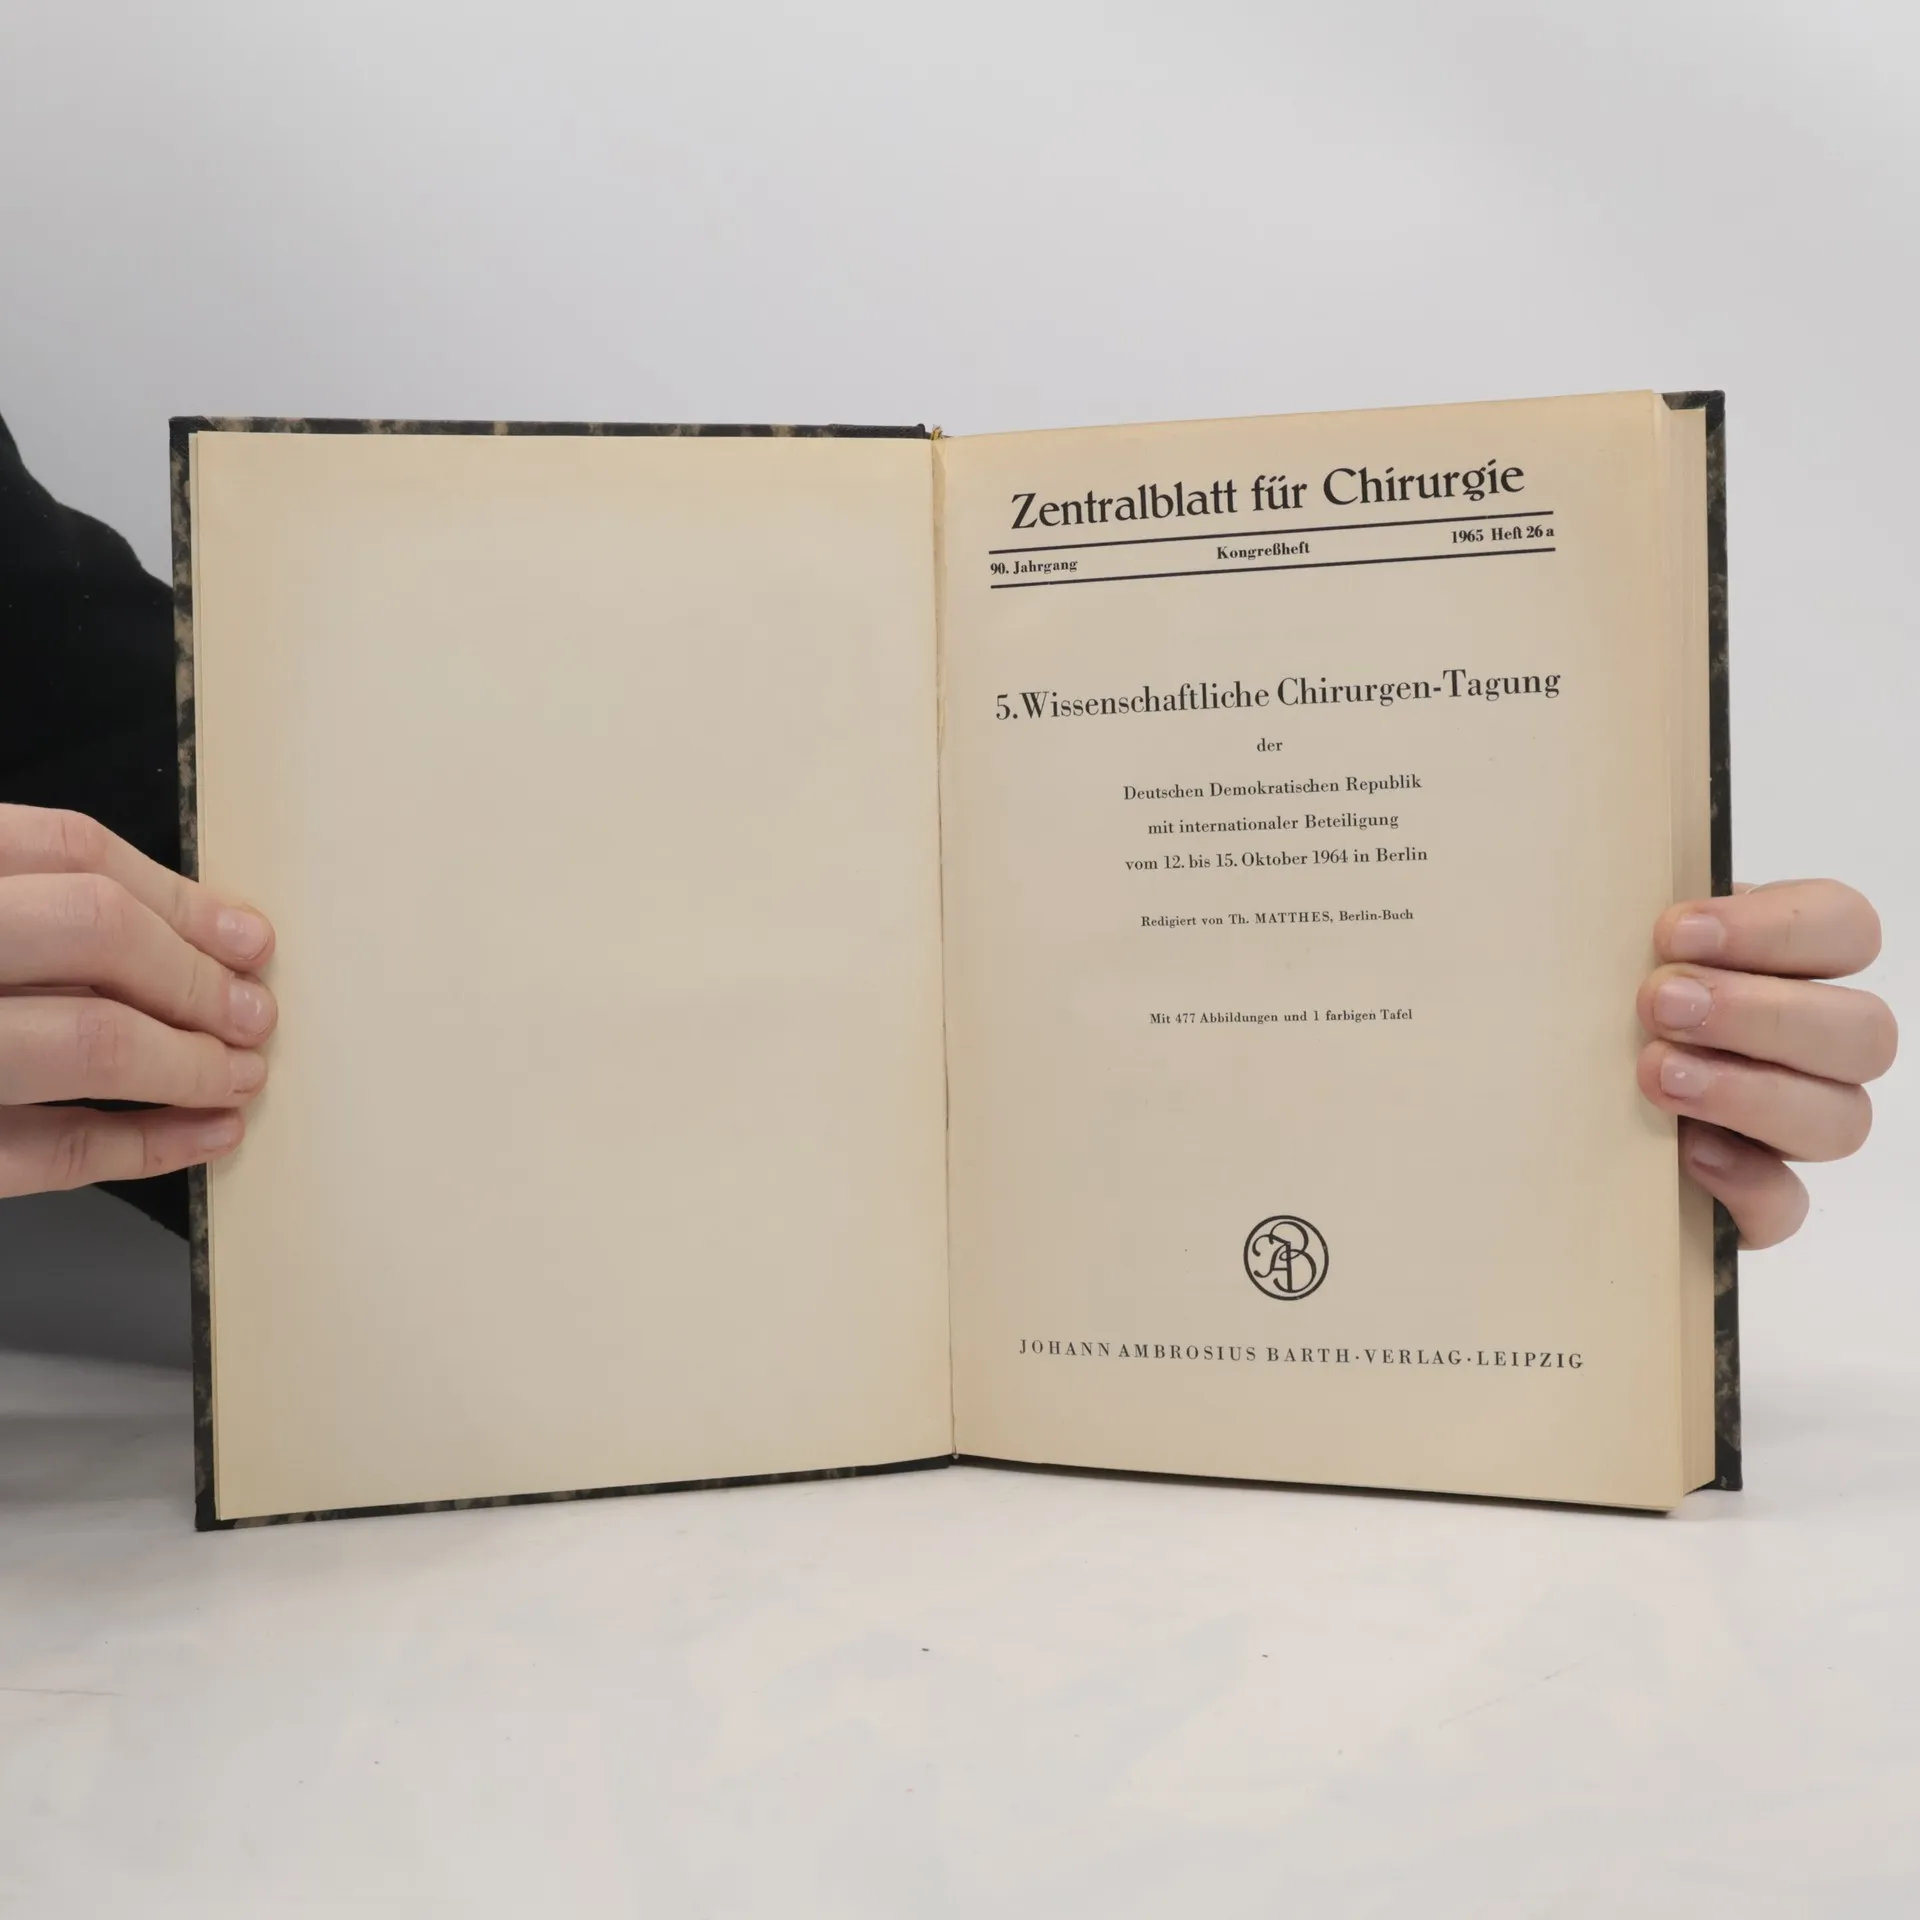 Zentralblatt für Chirurgie
90. Jahrgang Kongreßheft 1965 Heft 26a
5. Wissenschaftliche Chirurgen-Tagung
der
Deutschen Demokratischen Republik
mit internationaler Beteiligung
vom 12. bis 15. Oktober 1964 in Berlin
Redigiert von Th. MATTHES, Berlin-Buch
Mit 477 Abbildungen und 1 farbigen Tafel
JAB
JOHANN AMBROSIUS BARTH · VERLAG · LEIPZIG